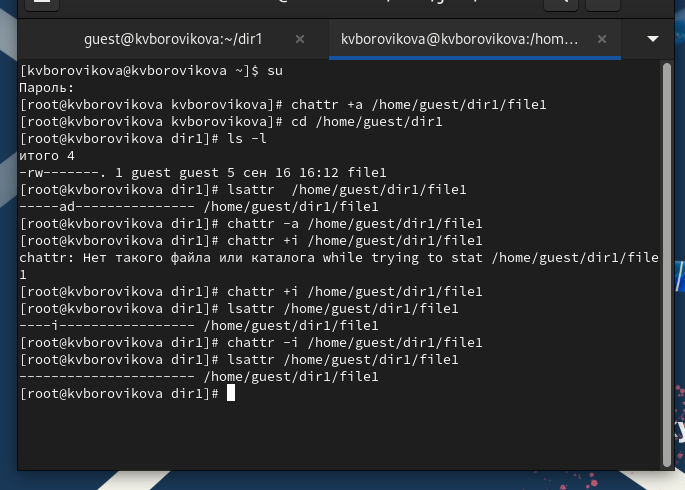 guest@kvborovikova:~/dir1
kvborovikova@kvborovikova:/hom...
[kvborovikova@kvborovikova ~]$ su
Пароль:
[root@kvborovikova kvborovikova]# chattr +a /home/guest/dir1/file1
[root@kvborovikova kvborovikova]# cd /home/guest/dir1
[root@kvborovikova dir1]# ls -l
итого 4
-rw-------. 1 guest guest 5 сен 16 16:12 file1
[root@kvborovikova dir1]# lsattr  /home/guest/dir1/file1
-----ad--------------- /home/guest/dir1/file1
[root@kvborovikova dir1]# chattr -a /home/guest/dir1/file1
[root@kvborovikova dir1]# chattr +i /home/guest/dir1/file1
chattr: Нет такого файла или каталога while trying to stat /home/guest/dir1/file
1
[root@kvborovikova dir1]# chattr +i /home/guest/dir1/file1
[root@kvborovikova dir1]# lsattr /home/guest/dir1/file1
----i----------------- /home/guest/dir1/file1
[root@kvborovikova dir1]# chattr -i /home/guest/dir1/file1
[root@kvborovikova dir1]# lsattr /home/guest/dir1/file1
---------------------- /home/guest/dir1/file1
[root@kvborovikova dir1]#